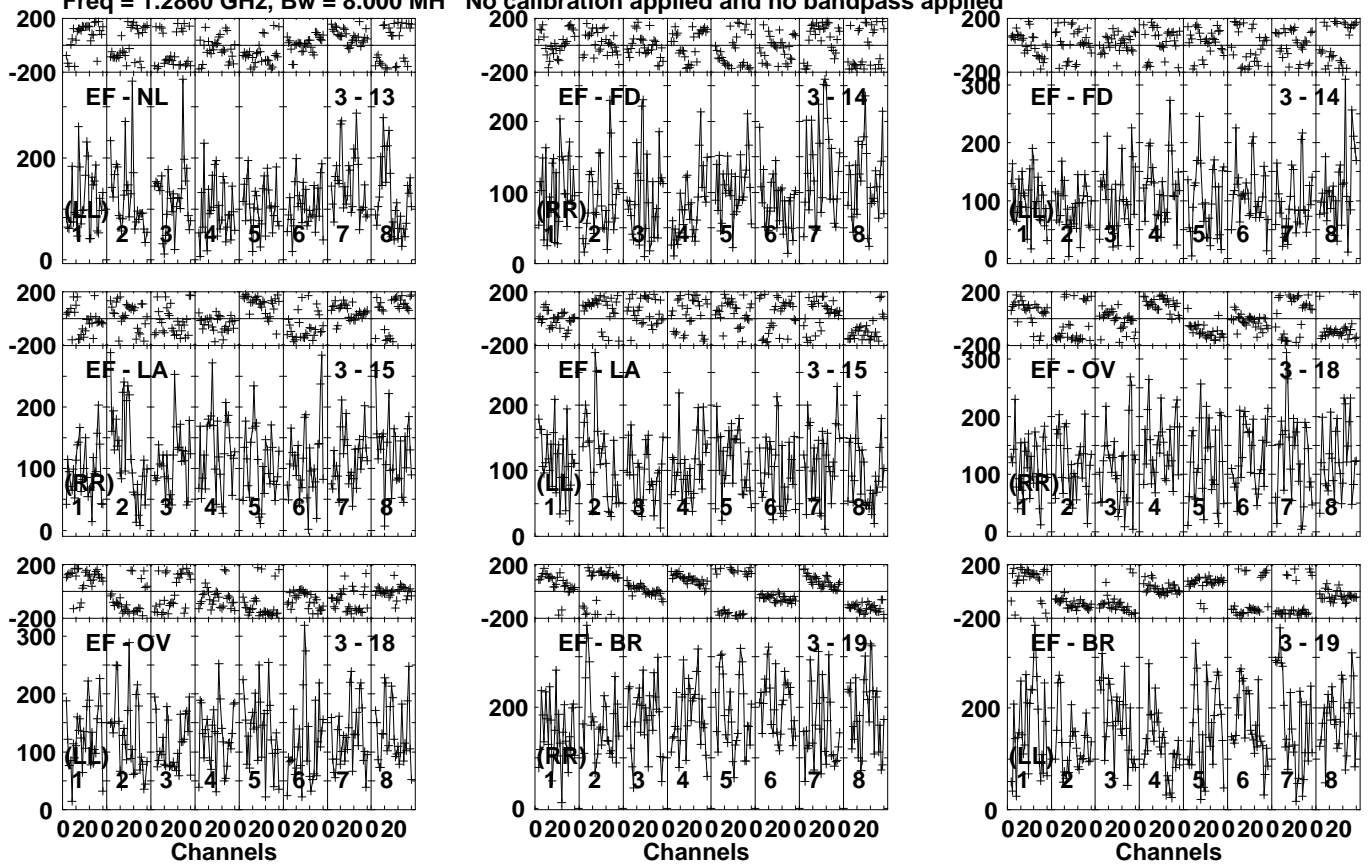 Freq = 1.2860 GHz, Bw = 8.000 MH No calibration applied and no bandpass applied
200 200 200
-200 -200 -200
EF - NL 3 - 13 EF - FD 3 - 14 EF - FD 3 - 14
300
200 200 200
100 100
(LL) (RR) (LL)
1 2 3 4 5 6 7 8 1 2 3 4 5 6 7 8 1 2 3 4 5 6 7 8
0 0 0
200 200 200
-200 -200 -200
EF - LA 3 - 15 EF - LA 3 - 15 EF - OV 3 - 18
300
200 200 200
100 100 100
(RR) (LL) (RR)
1 2 3 4 5 6 7 8 1 2 3 4 5 6 7 8 1 2 3 4 5 6 7 8
0 0 0
200 200 200
-200 -200 -200
EF - OV 3 - 18 EF - BR 3 - 19 EF - BR 3 - 19
300
200 200 200
100
(LL) (RR) (LL)
1 2 3 4 5 6 7 8 1 2 3 4 5 6 7 8 1 2 3 4 5 6 7 8
0 0 0
0 20 0 20 0 20 0 20 0 20 0 20 0 20 0 20 0 20 0 20 0 20 0 20 0 20 0 20 0 20 0 20 0 20 0 20 0 20 0 20 0 20 0 20 0 20 0 20
Channels Channels Channels